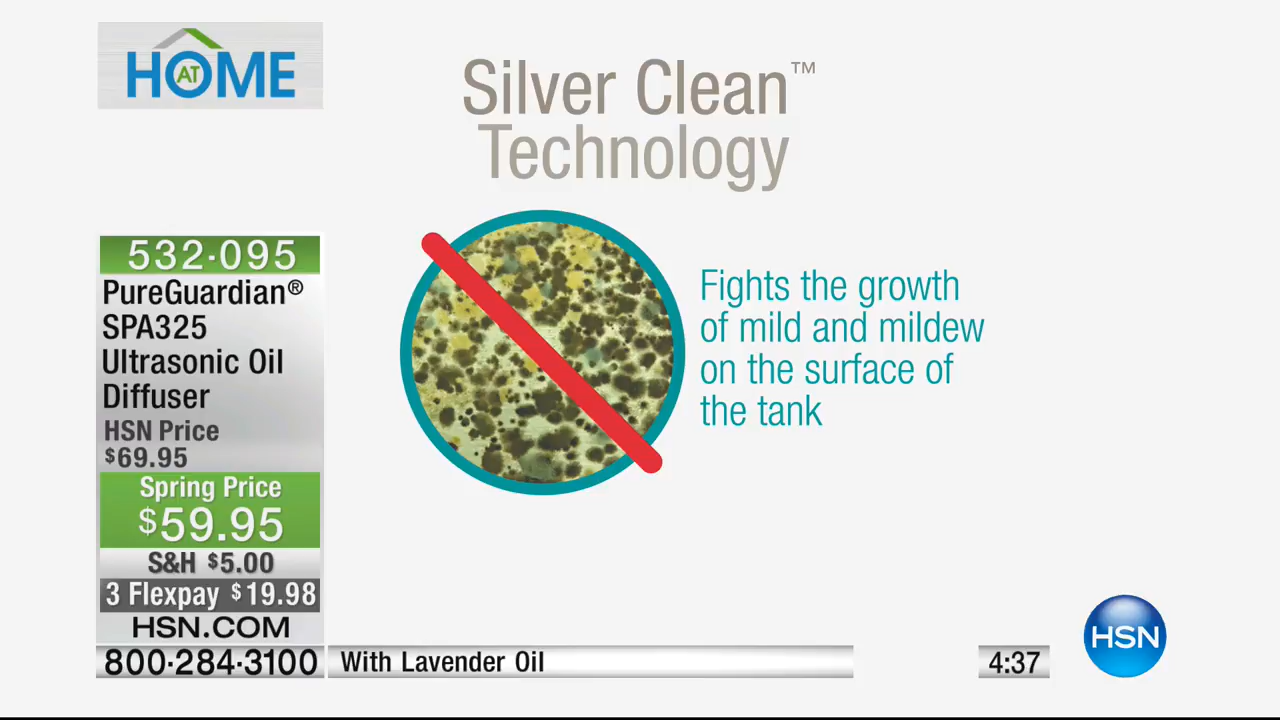 AT HOME
Silver Clean™
Technology
532·095
PureGuardian®
SPA325
Ultrasonic Oil
Diffuser
HSN Price
$69.95
Spring Price
$59.95
S&H $5.00
3 Flexpay $19.98
HSN.COM
800·284·3100
Fights the growth
of mild and mildew
on the surface of
the tank
With Lavender Oil
4:37
HSN